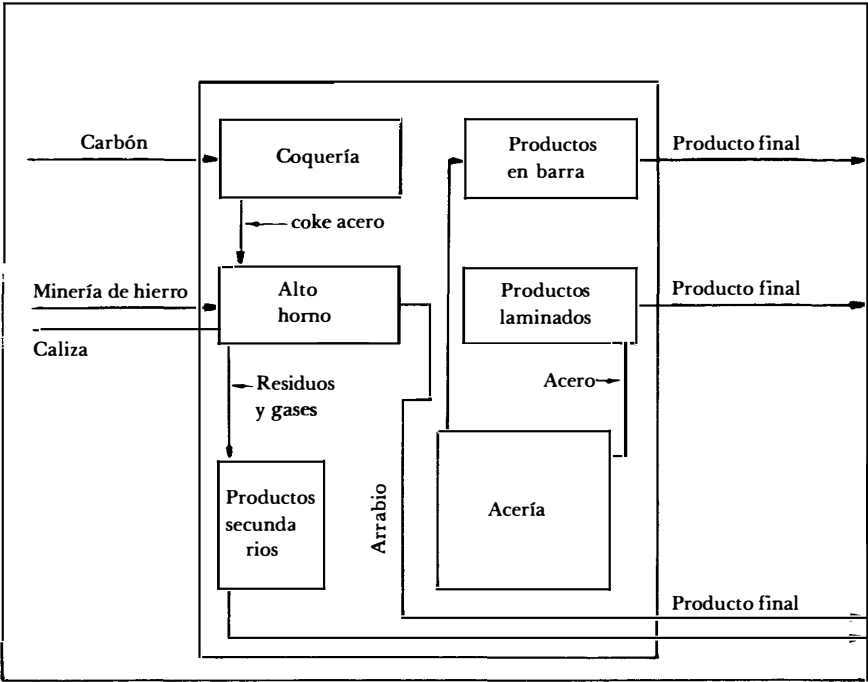 Carbón
Coquería
Productos
en barra
Producto final
coke acero
Minería de hierro
Caliza
Alto
horno
Productos
laminados
Producto final
Residuos
y gases
Acero
Productos
secunda
rios
Arrabio
Acería
Producto final